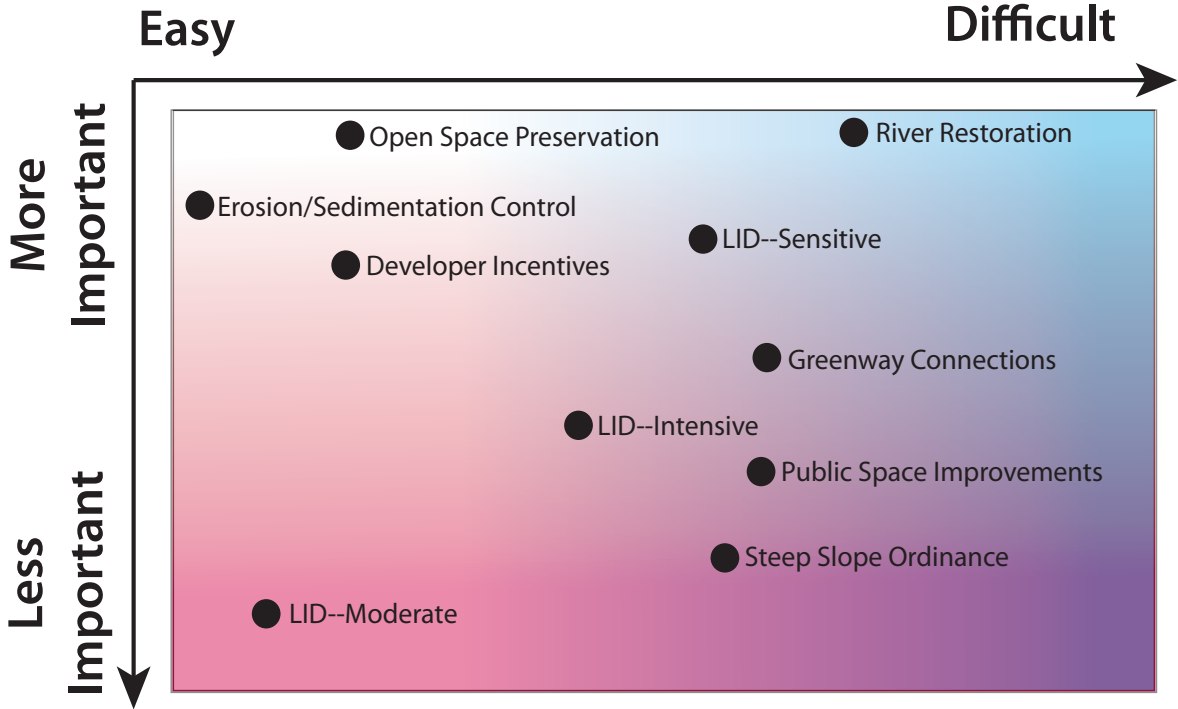 Easy
Difficult
More
Important
Less
Important
Open Space Preservation
River Restoration
Erosion/Sedimentation Control
LID--Sensitive
Developer Incentives
Greenway Connections
LID--Intensive
Public Space Improvements
Steep Slope Ordinance
LID--Moderate